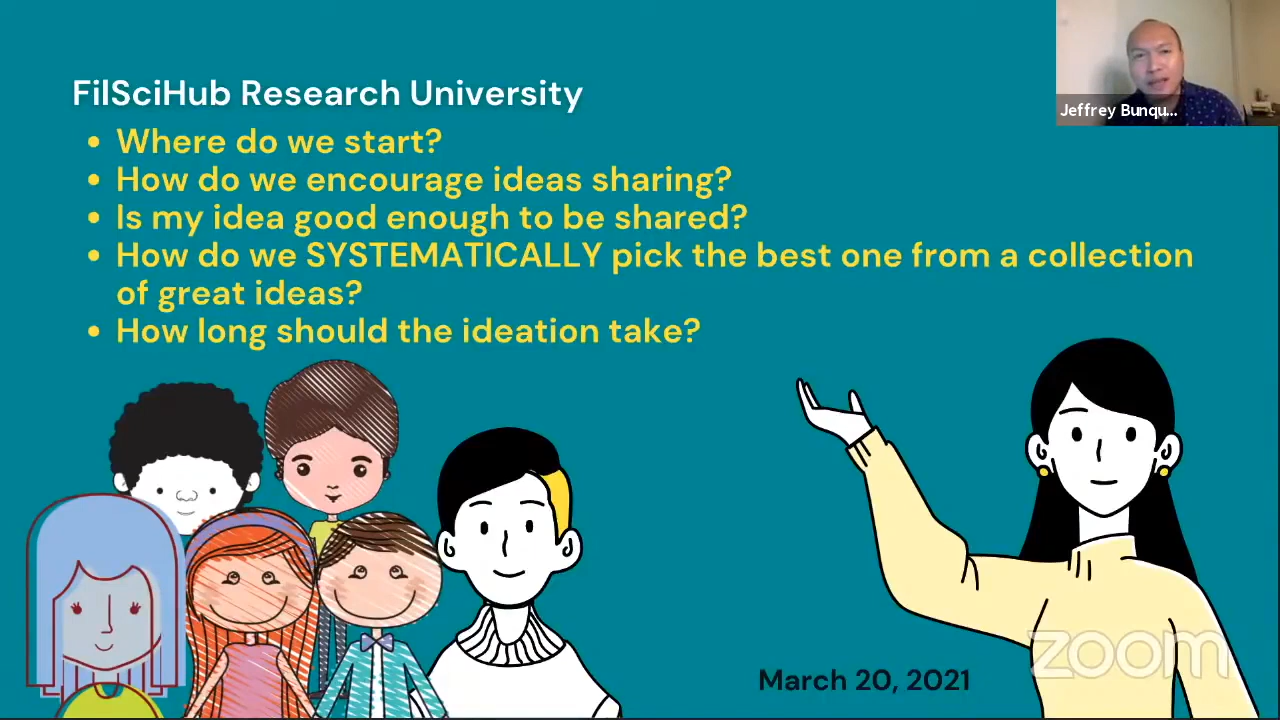 FilSciHub Research University
Jeffrey Bunqu...
• Where do we start?
• How do we encourage ideas sharing?
• Is my idea good enough to be shared?
• How do we SYSTEMATICALLY pick the best one from a collection
of great ideas?
• How long should the ideation take?
zoom
March 20, 2021